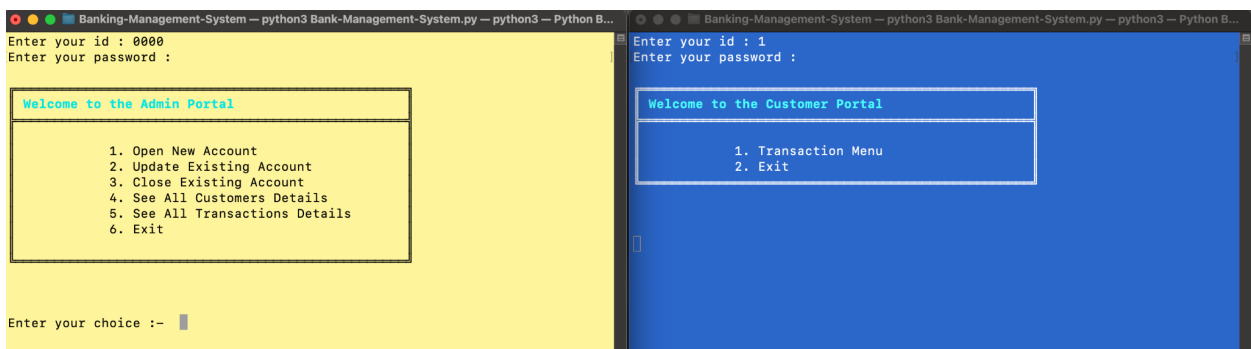 Banking-Management-System — python3 Bank-Management-System.py — python3 — Python B...
Enter your id : 0000
Enter your password :
Welcome to the Admin Portal
1. Open New Account
2. Update Existing Account
3. Close Existing Account
4. See All Customers Details
5. See All Transactions Details
6. Exit
Enter your choice :-
Banking-Management-System — python3 Bank-Management-System.py — python3 — Python B...
Enter your id : 1
Enter your password :
Welcome to the Customer Portal
1. Transaction Menu
2. Exit